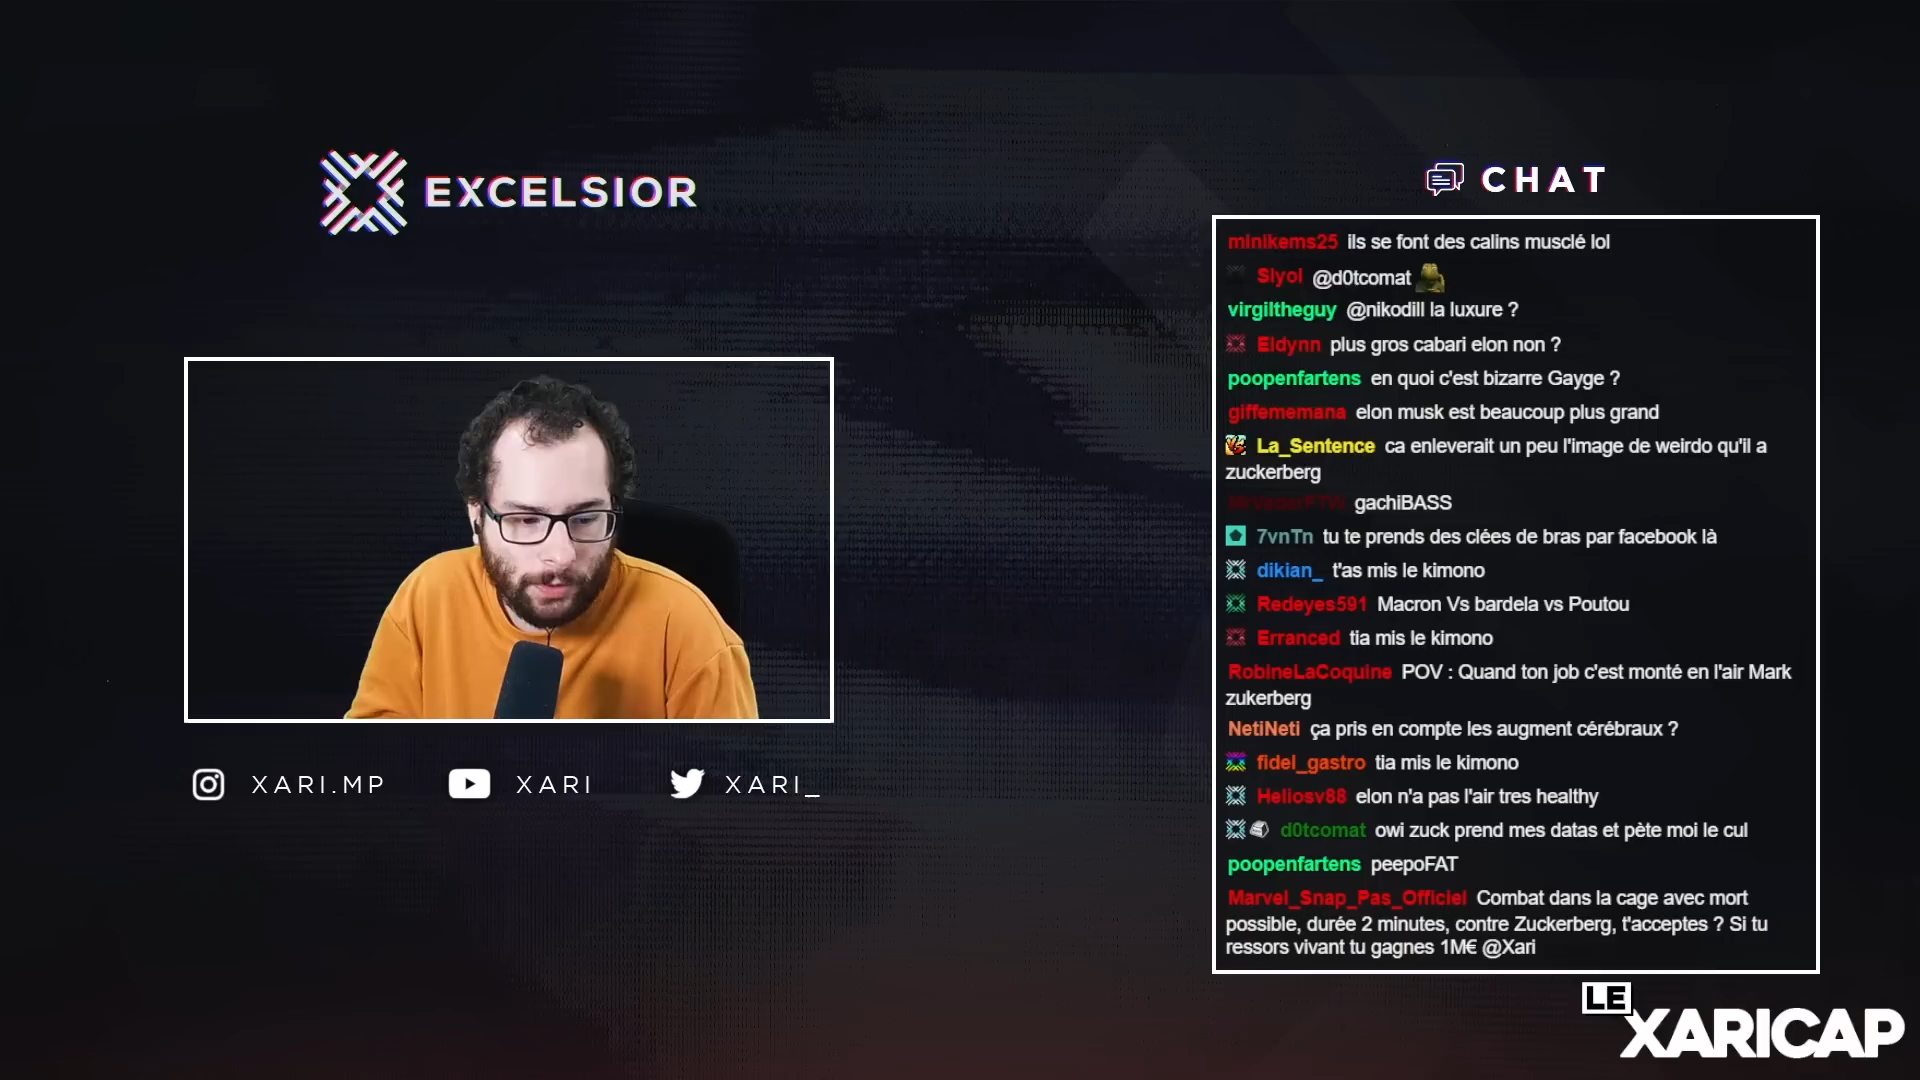 EXCELSIOR
CHAT
minikems25 ils se font des calins musclé lol
Slyol @d0tcomat
virgiltheguy @nikodill la luxure ?
Eldynn plus gros cabari elon non ?
poopenfartens en quoi c'est bizarre Gayge ?
giffememana elon musk est beaucoup plus grand
La_Sentence ca enleverait un peu l'image de weirdo qu'il a
zuckerberg
gachiBASS
7vnTn tu te prends des clées de bras par facebook là
dikian_ t'as mis le kimono
Redeyes591 Macron Vs bardela vs Poutou
Erranced tia mis le kimono
RobineLaCoquine POV : Quand ton job c'est monté en l'air Mark
zukerberg
NetiNeti ça pris en compte les augment cérébraux ?
fidel_gastro tia mis le kimono
Heliosv88 elon n'a pas l'air tres healthy
d0tcomat owi zuck prend mes datas et pète moi le cul
poopenfartens peepoFAT
Marvel_Snap_Pas_Officiel Combat dans la cage avec mort
possible, durée 2 minutes, contre Zuckerberg, t'acceptes ? Si tu
ressors vivant tu gagnes 1M€ @Xari
XARI.MP XARI XARI_
LE
XARICAP